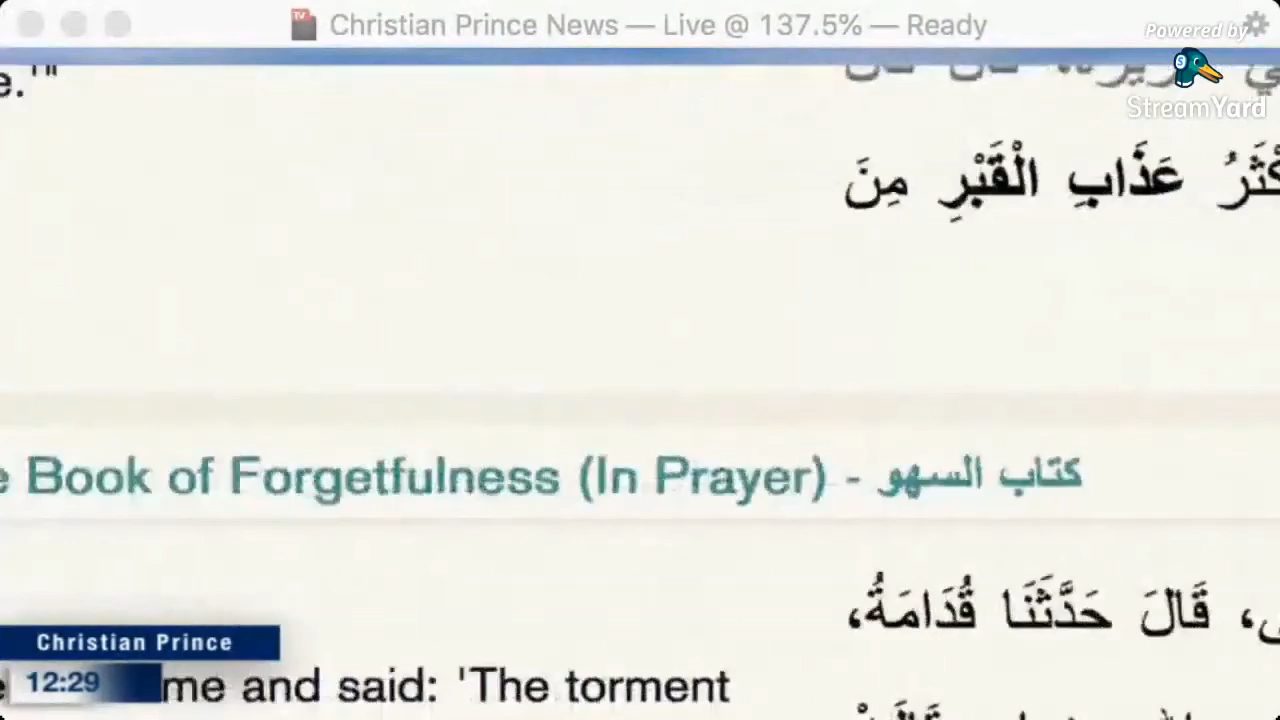 Christian Prince News — Live @ 137.5% — Ready
Powered by
StreamYard
e.'"
عَذَابِ الْقَبْرِ مِنَ
Book of Forgetfulness (In Prayer) - كتاب السهو
قَالَ حَدَّثَنَا قُدَامَةُ،
Christian Prince
12:29
me and said: 'The torment